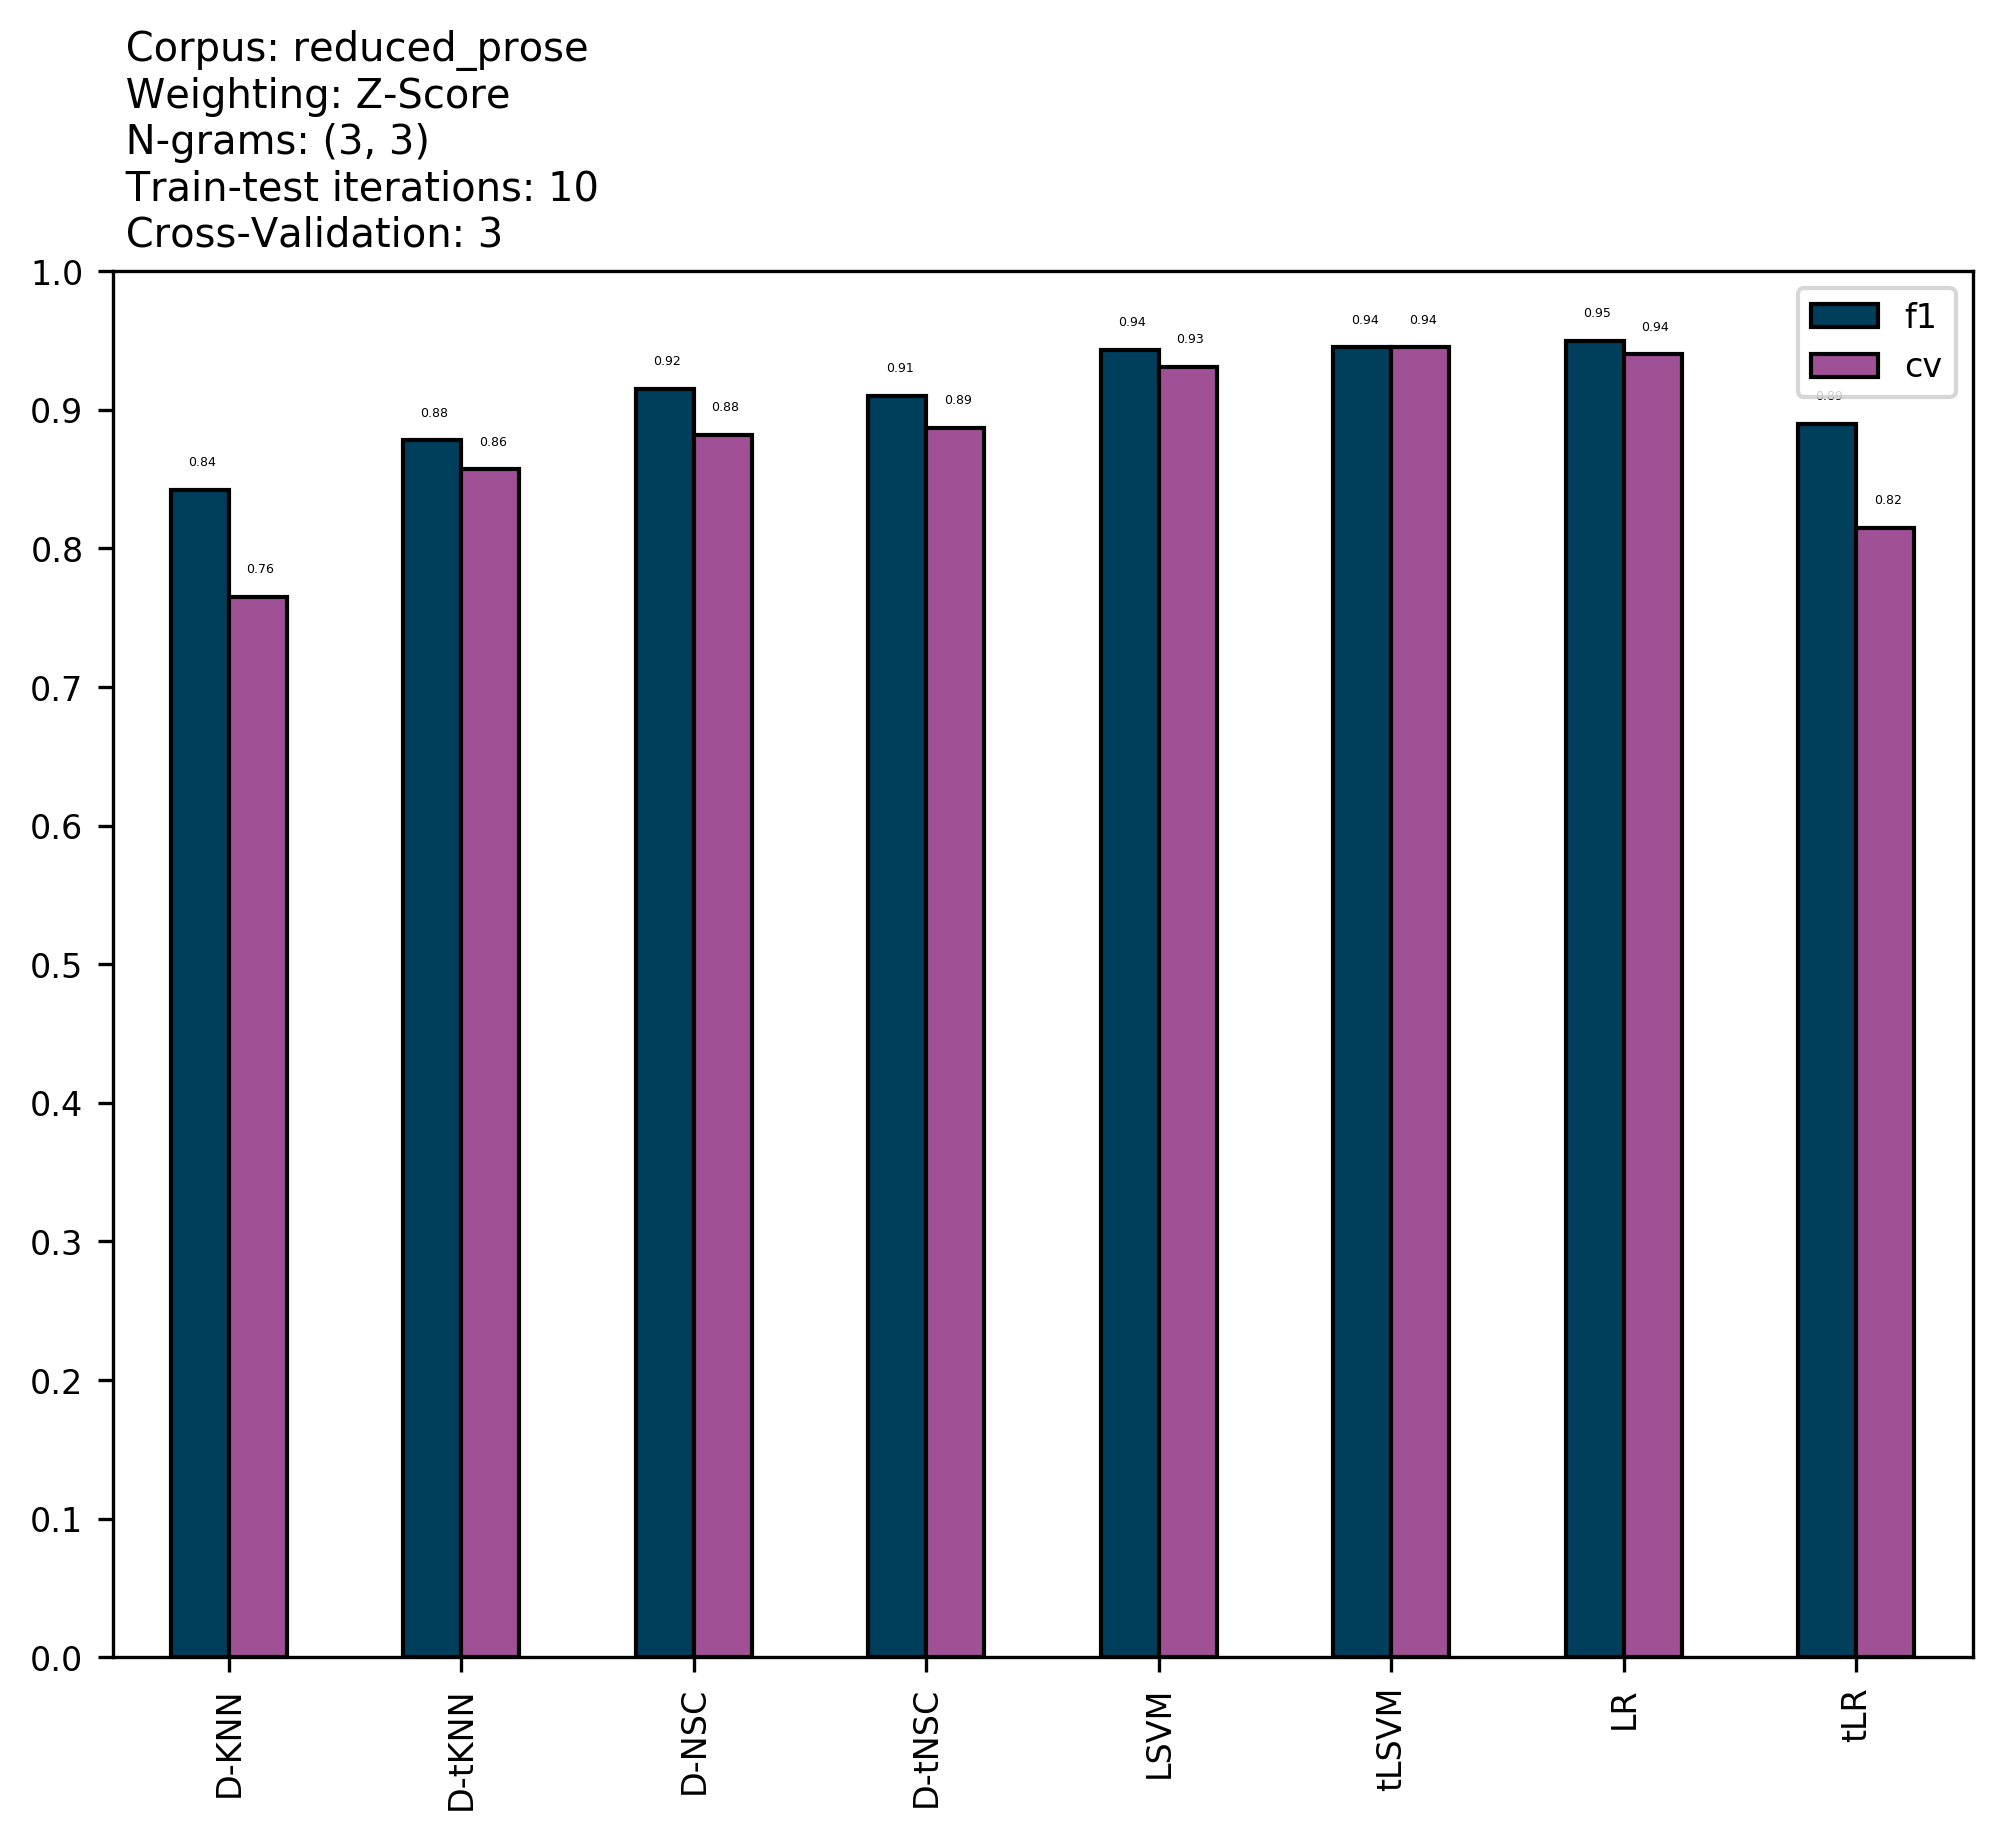 Corpus: reduced_prose
Weighting: Z-Score
N-grams: (3, 3)
Train-test iterations: 10
Cross-Validation: 3
1.0
0.9
0.8
0.7
0.6
0.5
0.4
0.3
0.2
0.1
0.0
f1
cv
0.84
0.76
0.88
0.86
0.92
0.88
0.91
0.89
0.94
0.93
0.94
0.94
0.95
0.94
0.89
0.82
D-KNN
D-tKNN
D-NSC
D-tNSC
LSVM
tLSVM
LR
tLR